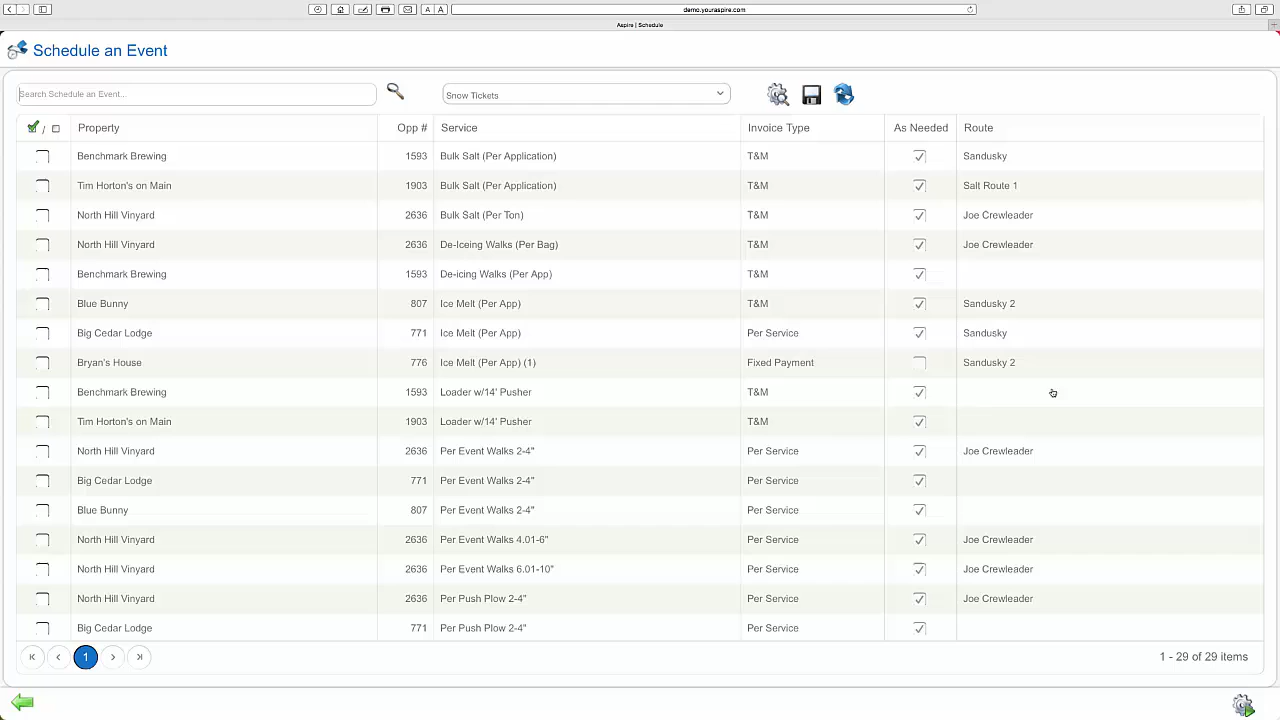 A A demo.youraspire.com
Aspire | Schedule
Schedule an Event
Search Schedule an Event... Snow Tickets
/ Property Opp # Service Invoice Type As Needed Route
Benchmark Brewing 1593 Bulk Salt (Per Application) T&M Sandusky
Tim Horton's on Main 1903 Bulk Salt (Per Application) T&M Salt Route 1
North Hill Vinyard 2636 Bulk Salt (Per Ton) T&M Joe Crewleader
North Hill Vinyard 2636 De-Iceing Walks (Per Bag) T&M Joe Crewleader
Benchmark Brewing 1593 De-icing Walks (Per App) T&M
Blue Bunny 807 Ice Melt (Per App) T&M Sandusky 2
Big Cedar Lodge 771 Ice Melt (Per App) Per Service Sandusky
Bryan's House 776 Ice Melt (Per App) (1) Fixed Payment Sandusky 2
Benchmark Brewing 1593 Loader w/14' Pusher T&M
Tim Horton's on Main 1903 Loader w/14' Pusher T&M
North Hill Vinyard 2636 Per Event Walks 2-4" Per Service Joe Crewleader
Big Cedar Lodge 771 Per Event Walks 2-4" Per Service
Blue Bunny 807 Per Event Walks 2-4" Per Service
North Hill Vinyard 2636 Per Event Walks 4.01-6" Per Service Joe Crewleader
North Hill Vinyard 2636 Per Event Walks 6.01-10" Per Service Joe Crewleader
North Hill Vinyard 2636 Per Push Plow 2-4" Per Service Joe Crewleader
Big Cedar Lodge 771 Per Push Plow 2-4" Per Service
1 1 - 29 of 29 items